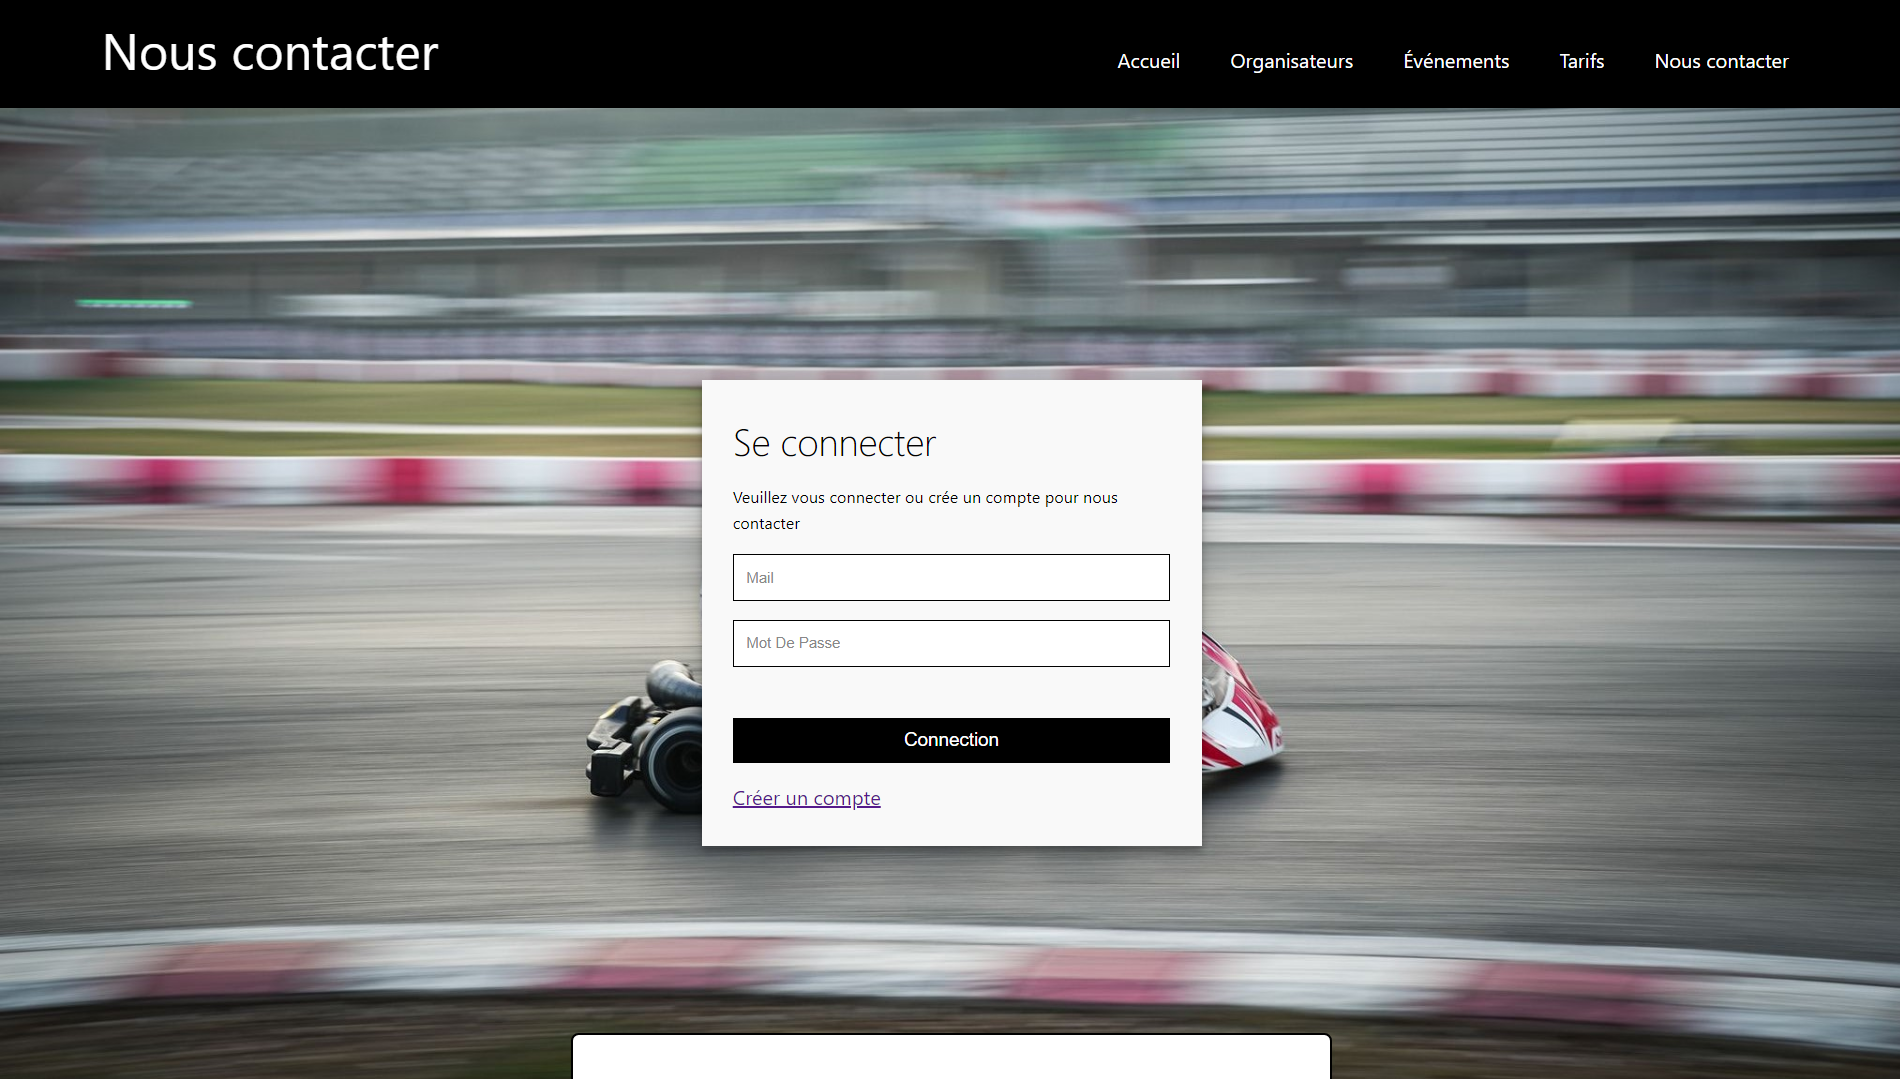 Nous contacter
Accueil Organisateurs Événements Tarifs Nous contacter
Se connecter
Veuillez vous connecter ou crée un compte pour nous
contacter
Mail
Mot De Passe
Connection
Créer un compte